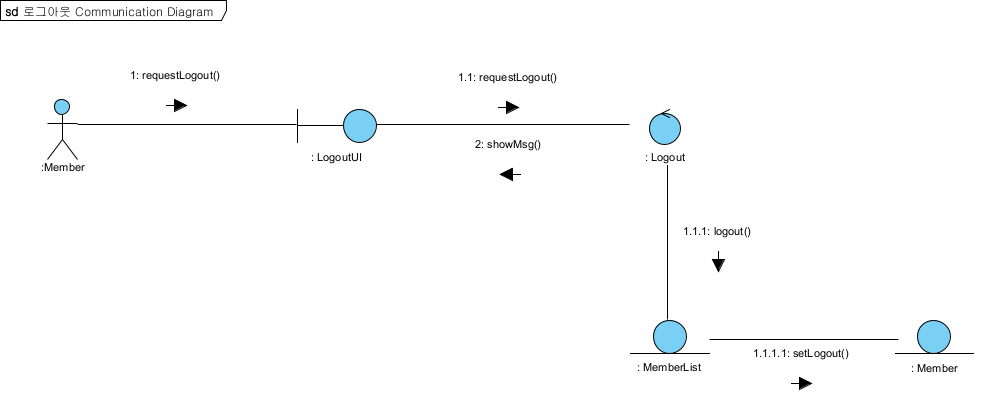 sd 로그아웃 Communication Diagram
1: requestLogout()
1.1: requestLogout()
2: showMsg()
:Member
: LogoutUI
: Logout
1.1.1: logout()
1.1.1.1: setLogout()
: MemberList
: Member